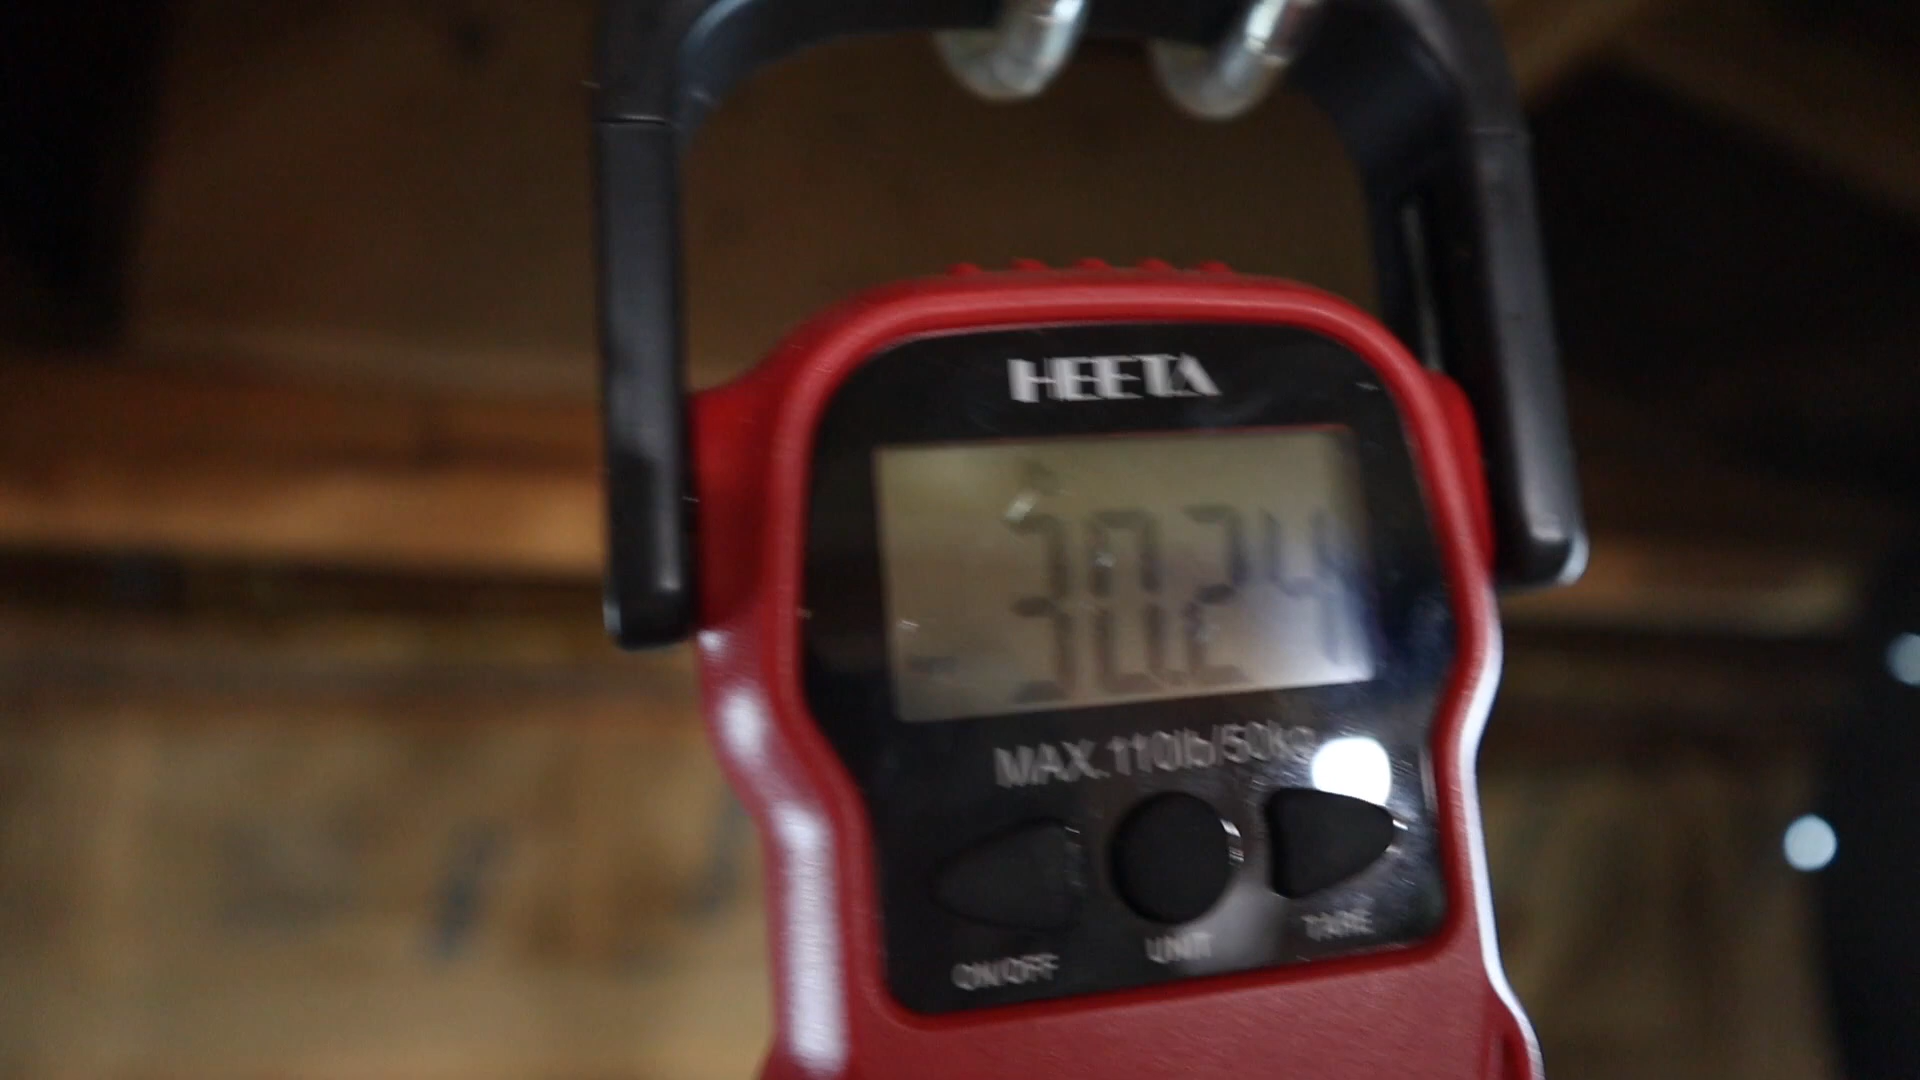 HEETA
30.24
MAX.110lb/50kg
ON/OFF
UNIT
TARE